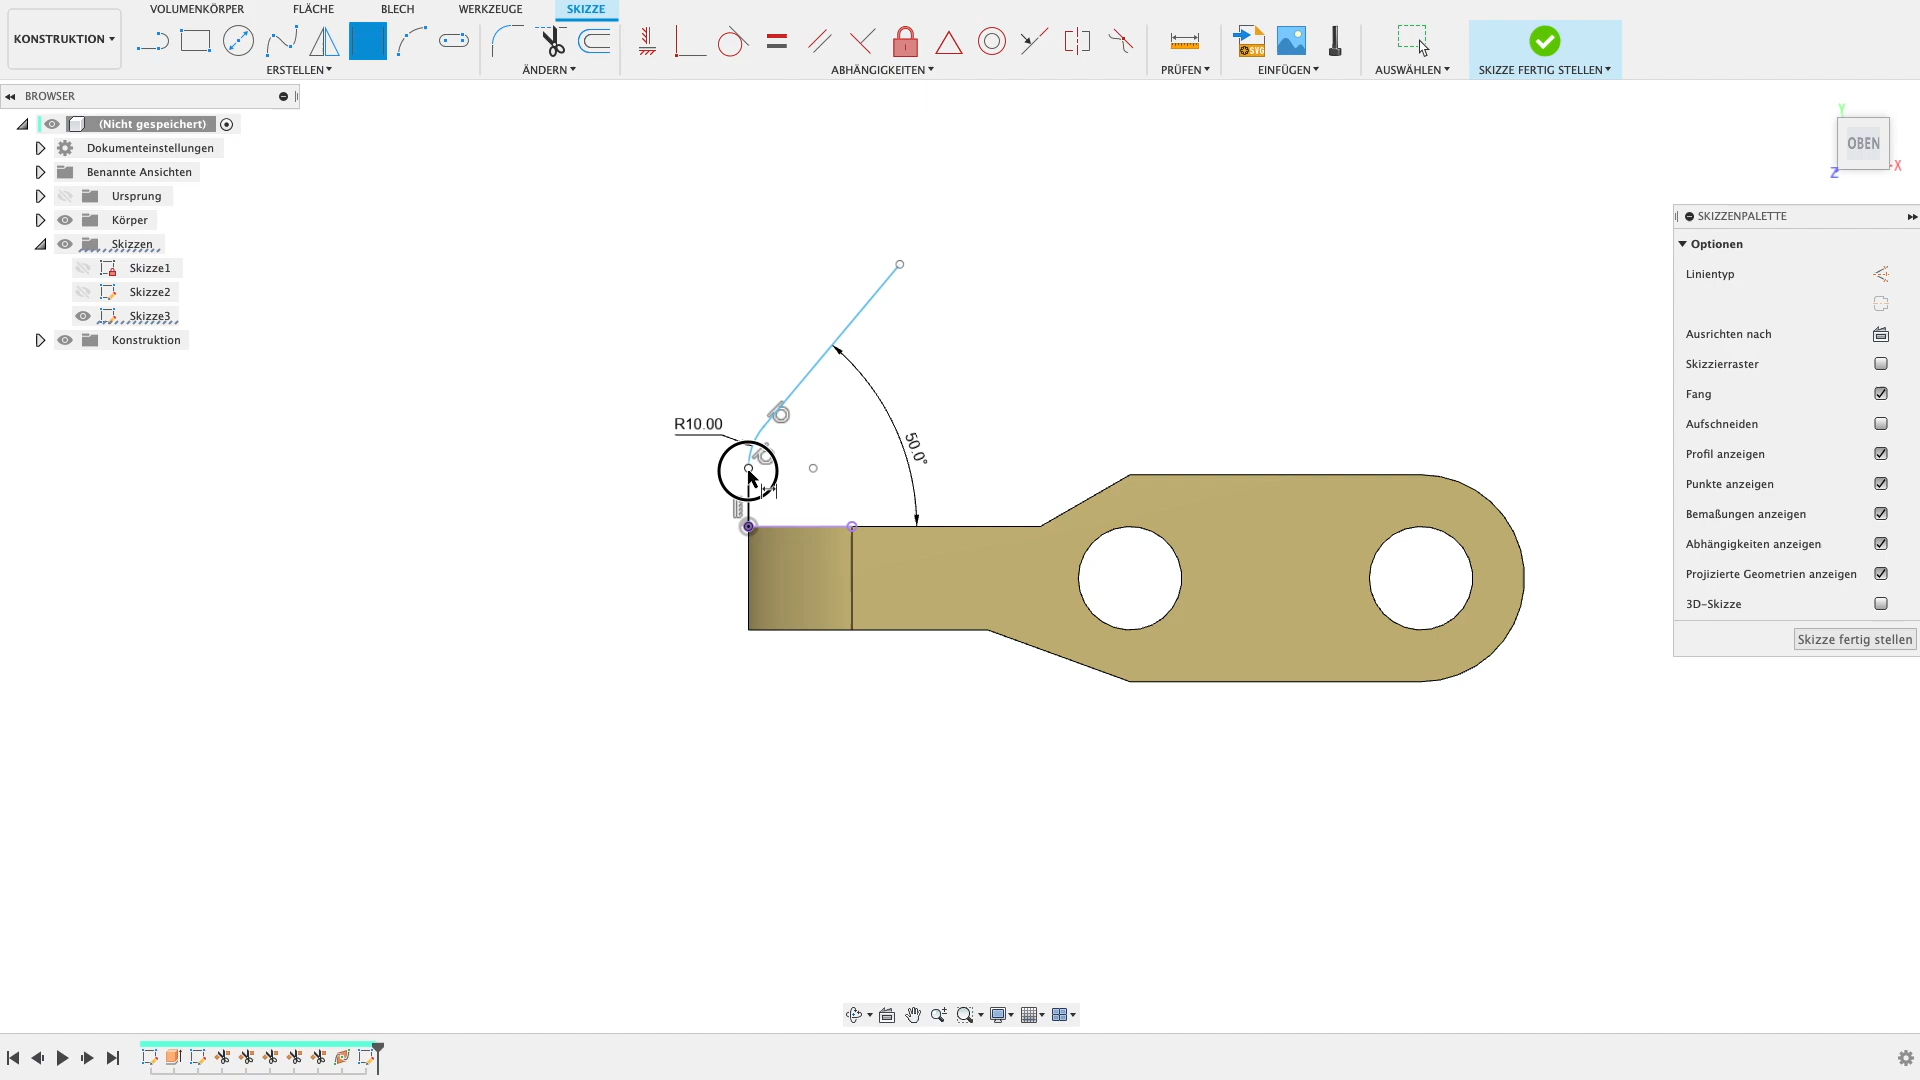 VOLUMENKÖRPER FLÄCHE BLECH WERKZEUGE SKIZZE
KONSTRUKTION
ERSTELLEN ÄNDERN ABHÄNGIGKEITEN PRÜFEN EINFÜGEN AUSWÄHLEN SKIZZE FERTIG STELLEN
SVG
BROWSER
(Nicht gespeichert)
Dokumenteinstellungen
Benannte Ansichten
Ursprung
Körper
Skizzen
Skizze1
Skizze2
Skizze3
Konstruktion
R10.00
50.0°
Y
OBEN
X
Z
SKIZZENPALETTE
Optionen
Linientyp
Ausrichten nach
Skizzierraster
Fang
Aufschneiden
Profil anzeigen
Punkte anzeigen
Bemaßungen anzeigen
Abhängigkeiten anzeigen
Projizierte Geometrien anzeigen
3D-Skizze
Skizze fertig stellen